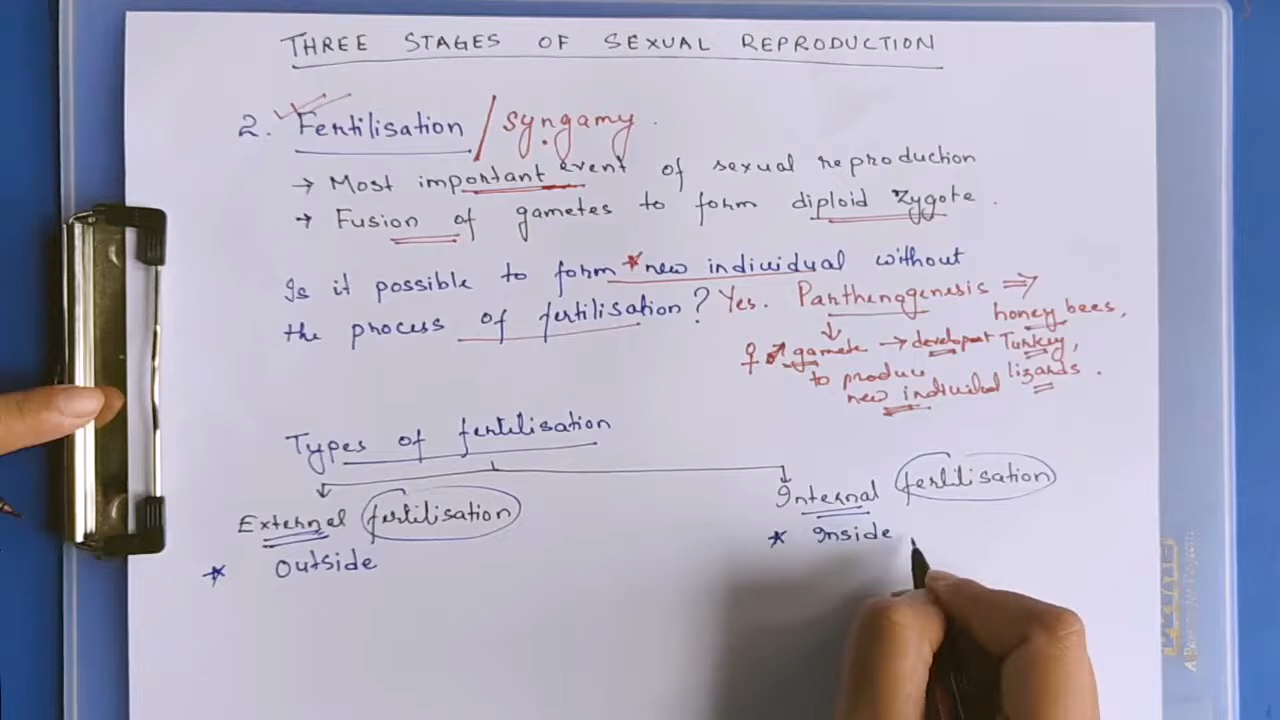 THREE STAGES OF SEXUAL REPRODUCTION
2. Fertilisation / syngamy.
→ Most important event of sexual reproduction
→ Fusion of gametes to form diploid zygote.
Is it possible to form *new individual without
the process of fertilisation? Yes. Parthenogenesis ⇒
honey bees,
♀ gamete → developt Turkey,
to produce lizards.
new individual
Types of fertilisation
External fertilisation
Internal fertilisation
* Outside
* Inside